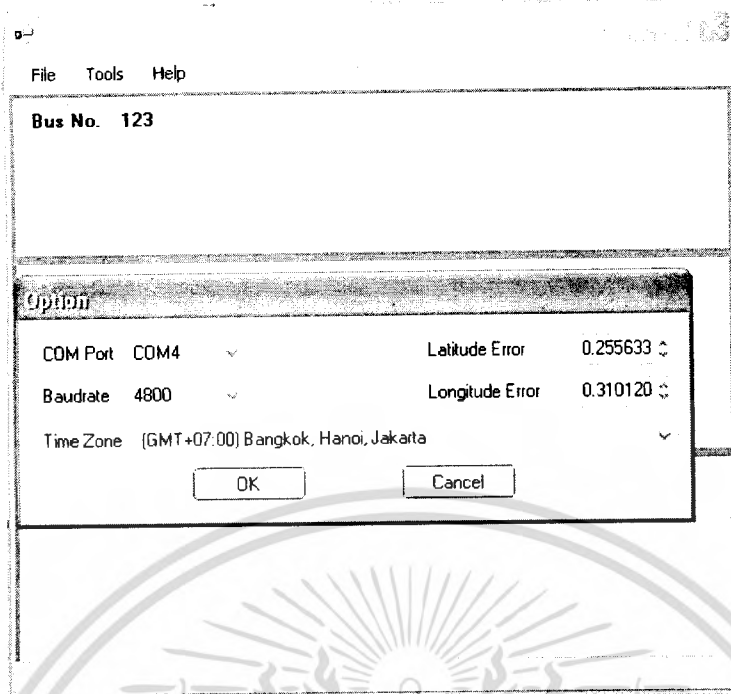 File Tools Help
Bus No. 123
Option
COM Port COM4
Latitude Error 0.255633
Baudrate 4800
Longitude Error 0.310120
Time Zone (GMT+07:00) Bangkok, Hanoi, Jakarta
OK Cancel